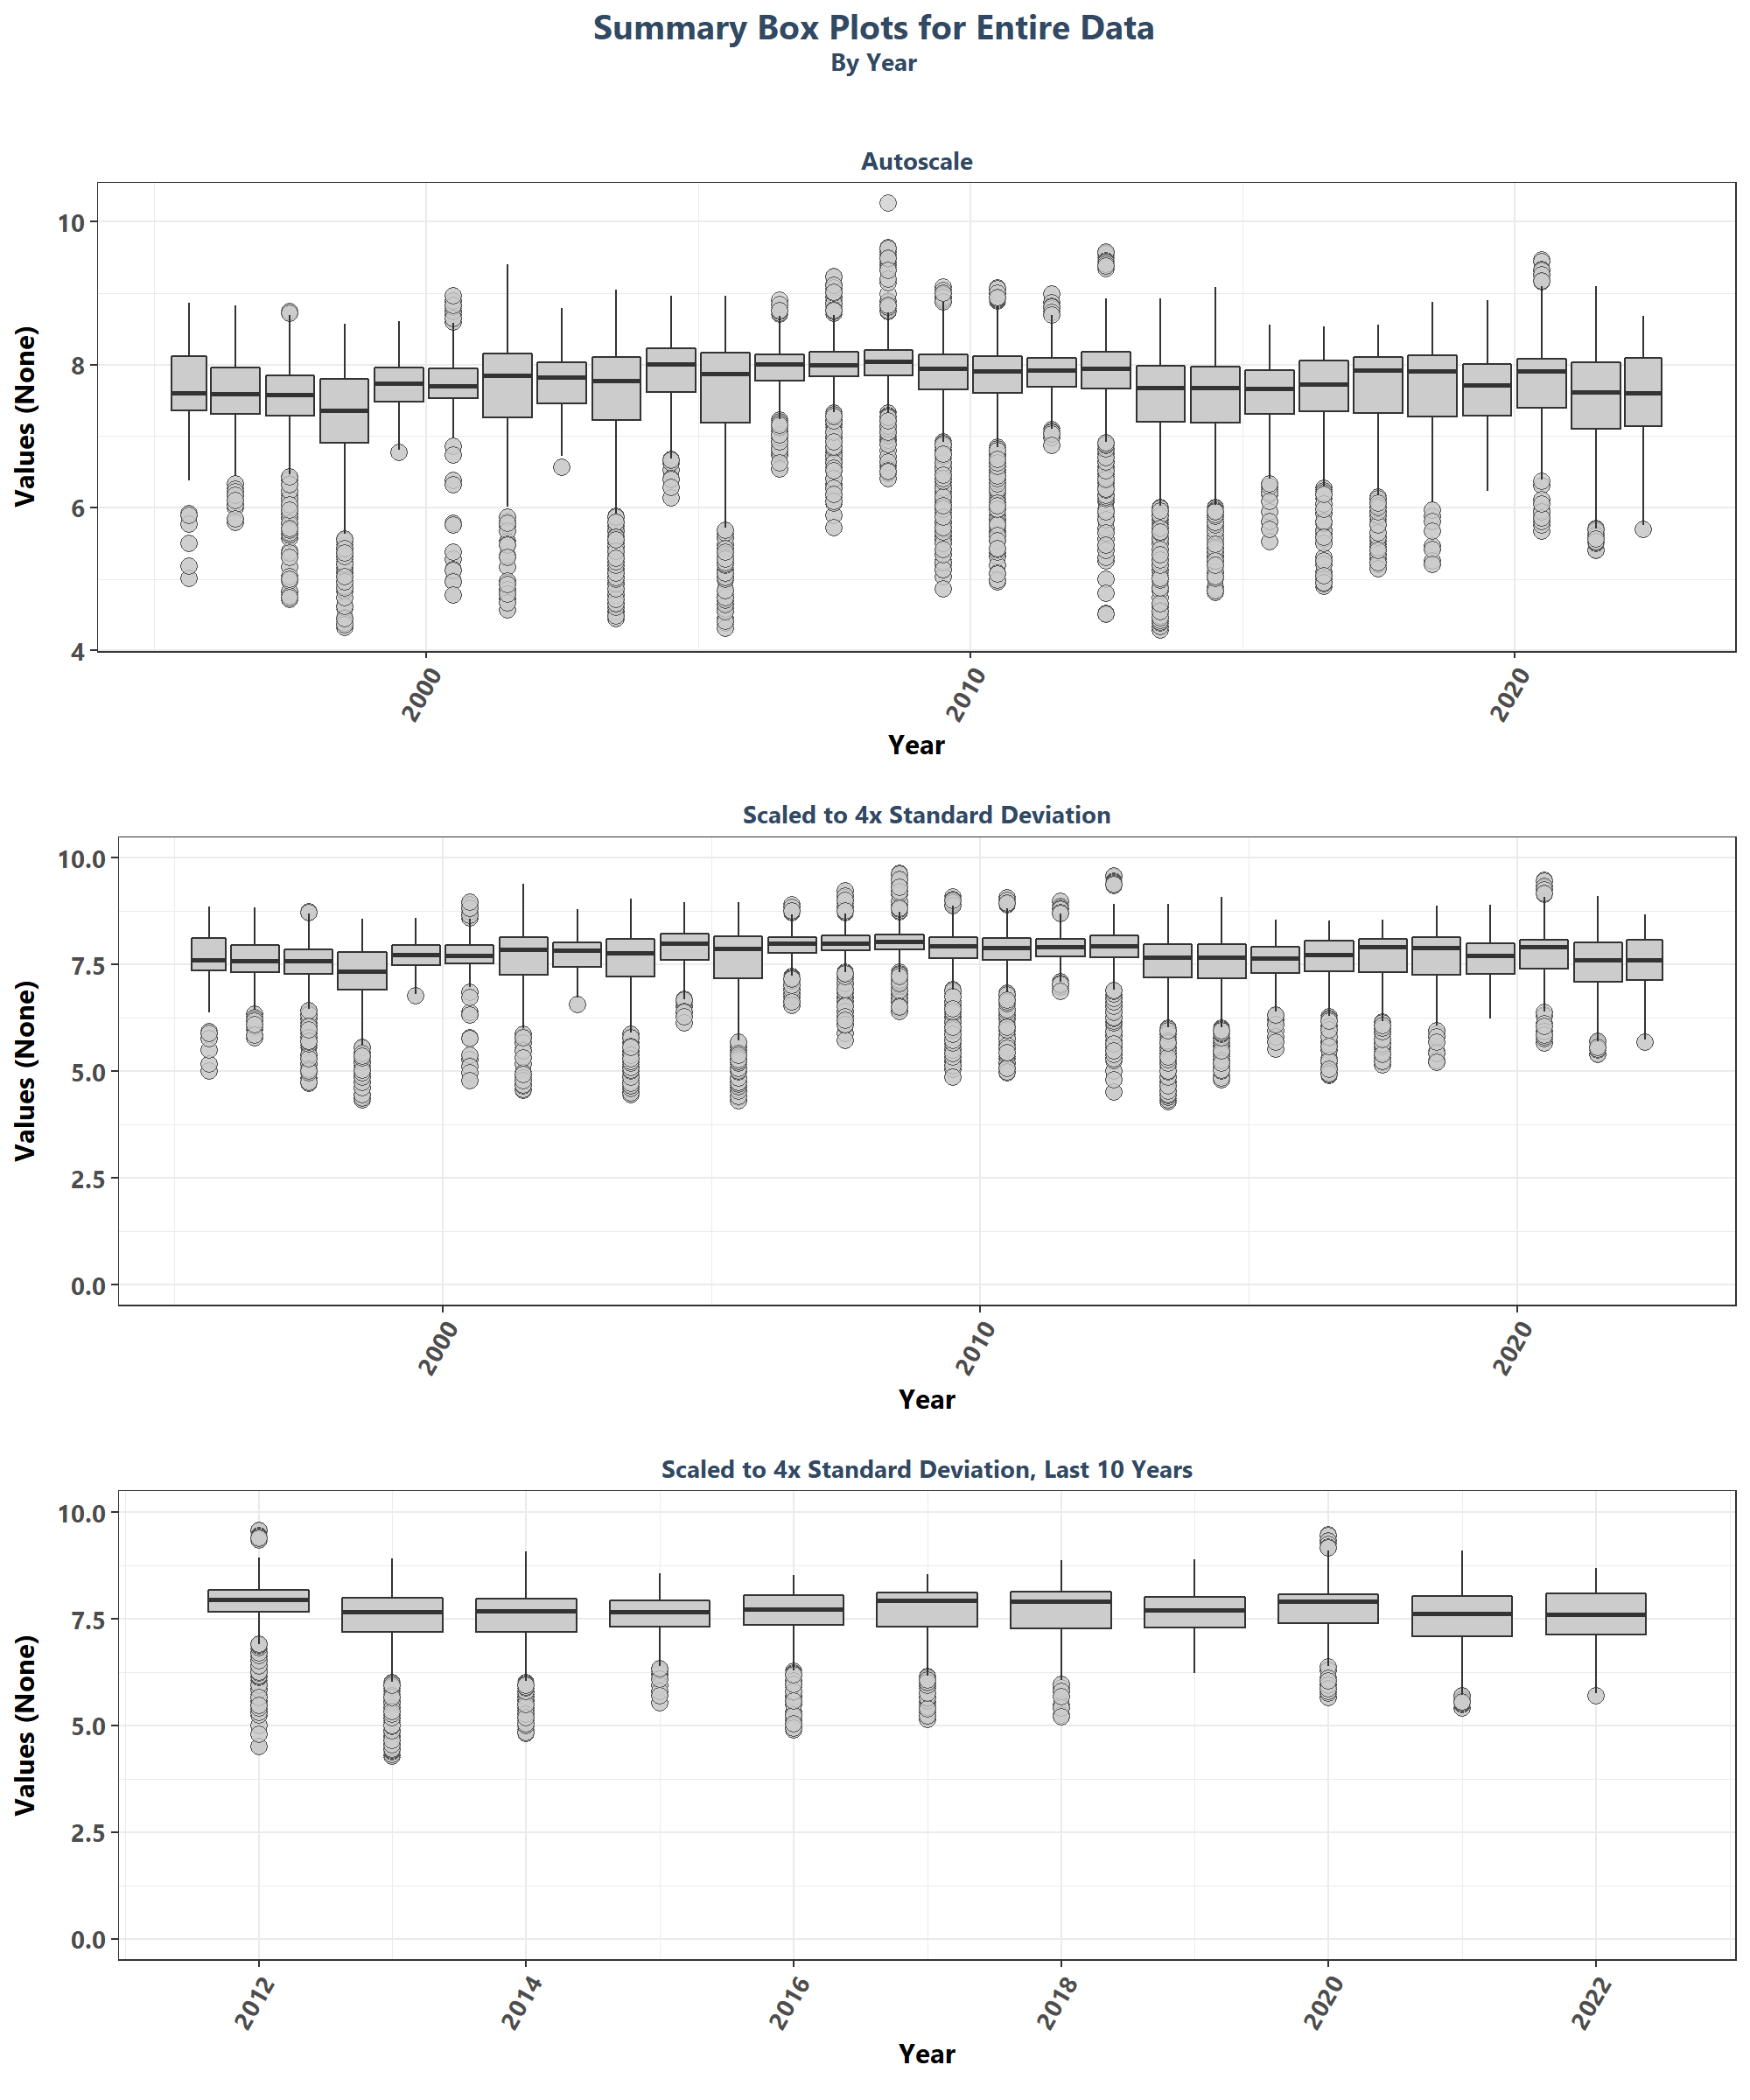 Summary Box Plots for Entire Data
By Year
Autoscale
Values (None)
10
8
6
4
2000
2010
2020
Year
Scaled to 4x Standard Deviation
Values (None)
10.0
7.5
5.0
2.5
0.0
2000
2010
2020
Year
Scaled to 4x Standard Deviation, Last 10 Years
Values (None)
10.0
7.5
5.0
2.5
0.0
2012
2014
2016
2018
2020
2022
Year